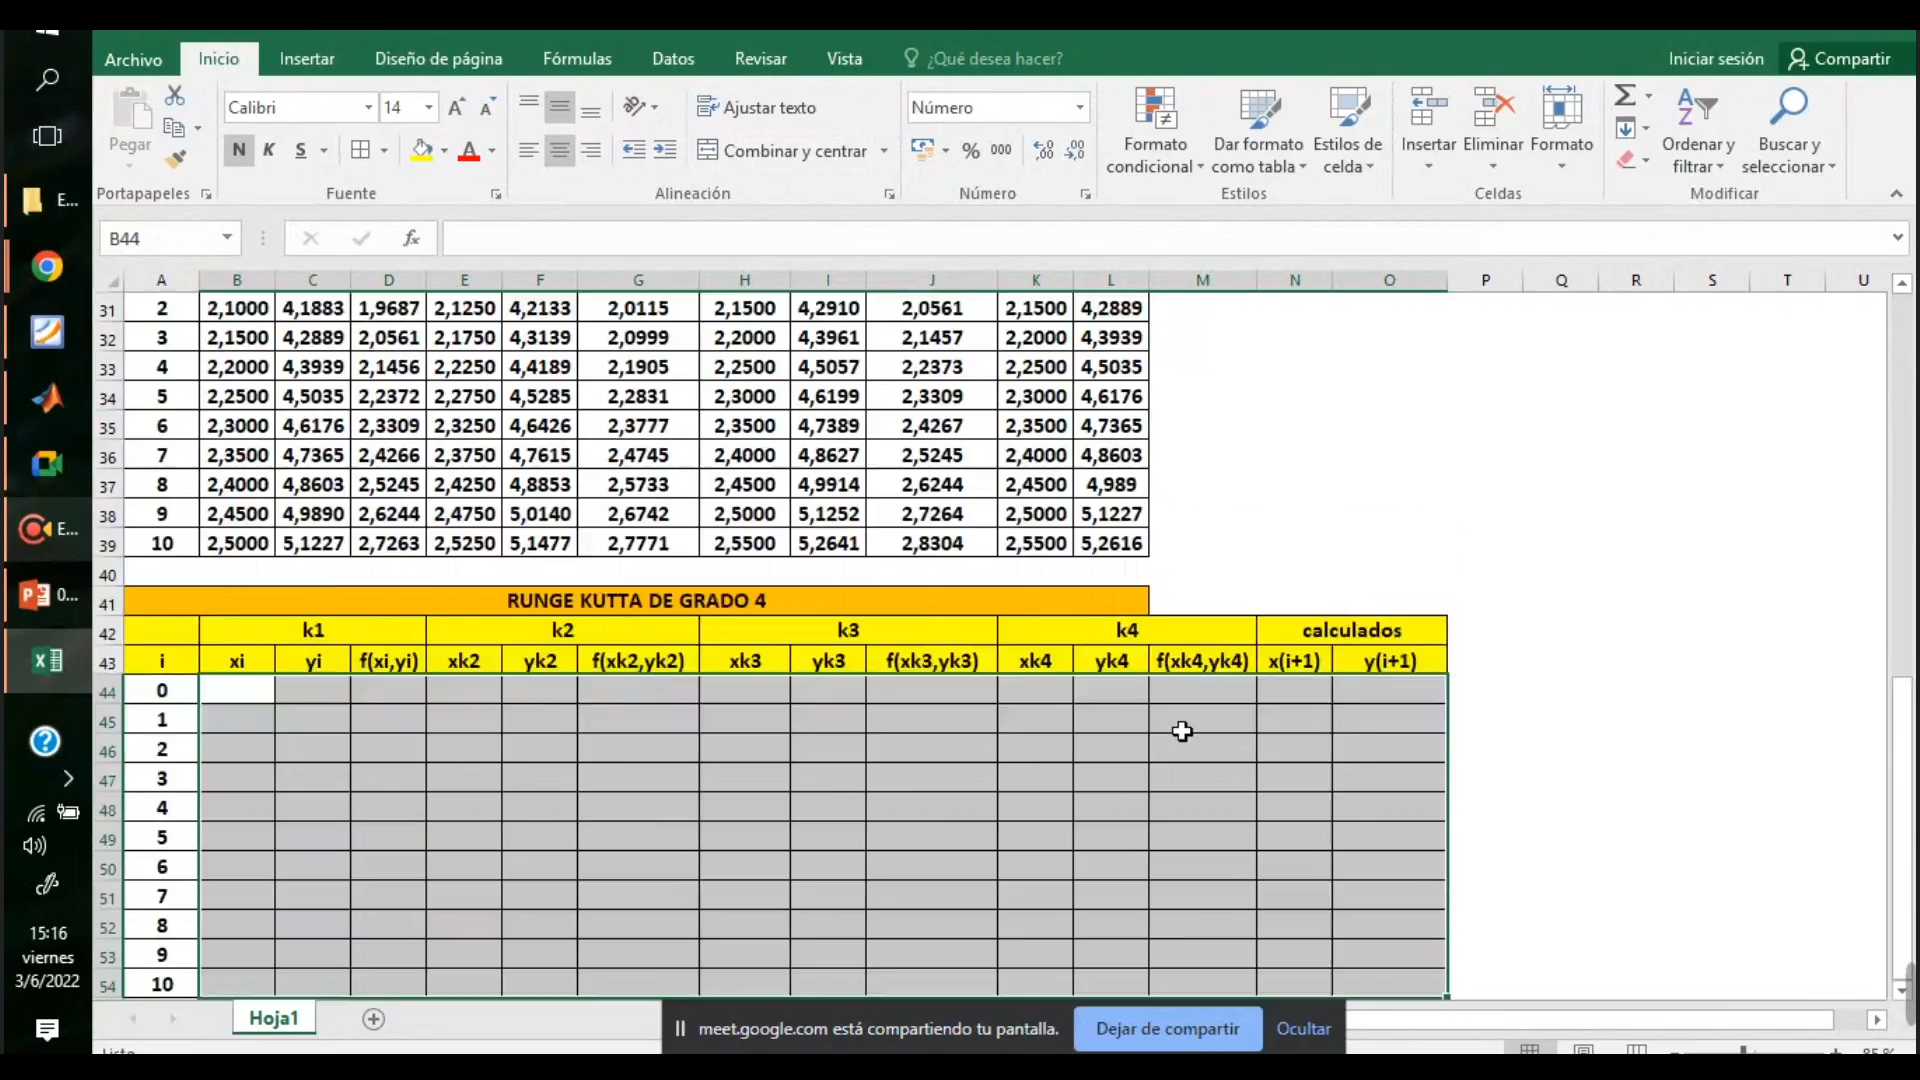 Archivo Inicio Insertar Diseño de página Fórmulas Datos Revisar Vista ¿Qué desea hacer? Iniciar sesión Compartir
Pegar
Portapapeles
Calibri 14
N K S
Fuente
Ajustar texto
Combinar y centrar
Alineación
Número
% 000
Número
Formato condicional
Dar formato como tabla
Estilos de celda
Estilos
Insertar Eliminar Formato
Celdas
Ordenar y filtrar
Buscar y seleccionar
Modificar
B44 fx
A B C D E F G H I J K L M N O P Q R S T U
31 2 2,1000 4,1883 1,9687 2,1250 4,2133 2,0115 2,1500 4,2910 2,0561 2,1500 4,2889
32 3 2,1500 4,2889 2,0561 2,1750 4,3139 2,0999 2,2000 4,3961 2,1457 2,2000 4,3939
33 4 2,2000 4,3939 2,1456 2,2250 4,4189 2,1905 2,2500 4,5057 2,2373 2,2500 4,5035
34 5 2,2500 4,5035 2,2372 2,2750 4,5285 2,2831 2,3000 4,6199 2,3309 2,3000 4,6176
35 6 2,3000 4,6176 2,3309 2,3250 4,6426 2,3777 2,3500 4,7389 2,4267 2,3500 4,7365
36 7 2,3500 4,7365 2,4266 2,3750 4,7615 2,4745 2,4000 4,8627 2,5245 2,4000 4,8603
37 8 2,4000 4,8603 2,5245 2,4250 4,8853 2,5733 2,4500 4,9914 2,6244 2,4500 4,989
38 9 2,4500 4,9890 2,6244 2,4750 5,0140 2,6742 2,5000 5,1252 2,7264 2,5000 5,1227
39 10 2,5000 5,1227 2,7263 2,5250 5,1477 2,7771 2,5500 5,2641 2,8304 2,5500 5,2616
40
41 RUNGE KUTTA DE GRADO 4
42 k1 k2 k3 k4 calculados
43 i xi yi f(xi,yi) xk2 yk2 f(xk2,yk2) xk3 yk3 f(xk3,yk3) xk4 yk4 f(xk4,yk4) x(i+1) y(i+1)
44 0
45 1
46 2
47 3
48 4
49 5
50 6
51 7
52 8
53 9
54 10
Hoja1
meet.google.com está compartiendo tu pantalla. Dejar de compartir Ocultar
E...
E...
0...
15:16
viernes
3/6/2022